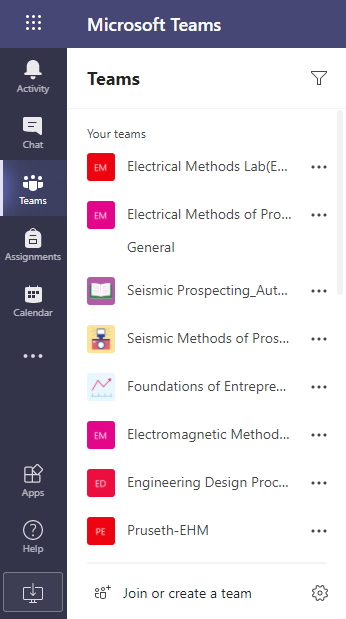 Microsoft Teams
Activity
Chat
Teams
Assignments
Calendar
Apps
Help
Teams
Your teams
EM Electrical Methods Lab(E...
EM Electrical Methods of Pro...
General
Seismic Prospecting_Aut...
Seismic Methods of Pros...
Foundations of Entrepre...
EM Electromagnetic Method...
ED Engineering Design Proc...
PE Pruseth-EHM
Join or create a team